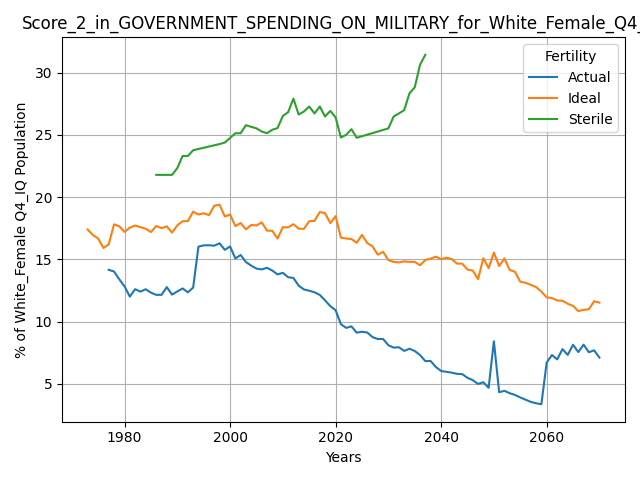 Score_2_in_GOVERNMENT_SPENDING_ON_MILITARY_for_White_Female_Q4_
Fertility
Actual
Ideal
Sterile
% of White_Female Q4_IQ Population
30
25
20
15
10
5
1980
2000
2020
2040
2060
Years